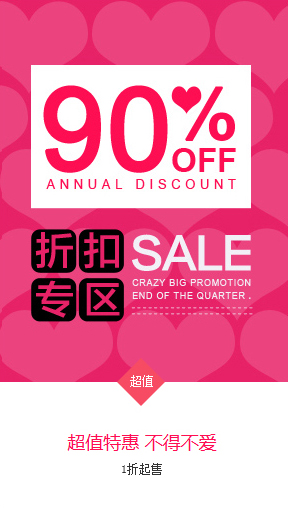 90%
OFF
ANNUAL DISCOUNT
折扣
专区
SALE
CRAZY BIG PROMOTION
END OF THE QUARTER .
超值
超值特惠 不得不爱
1折起售